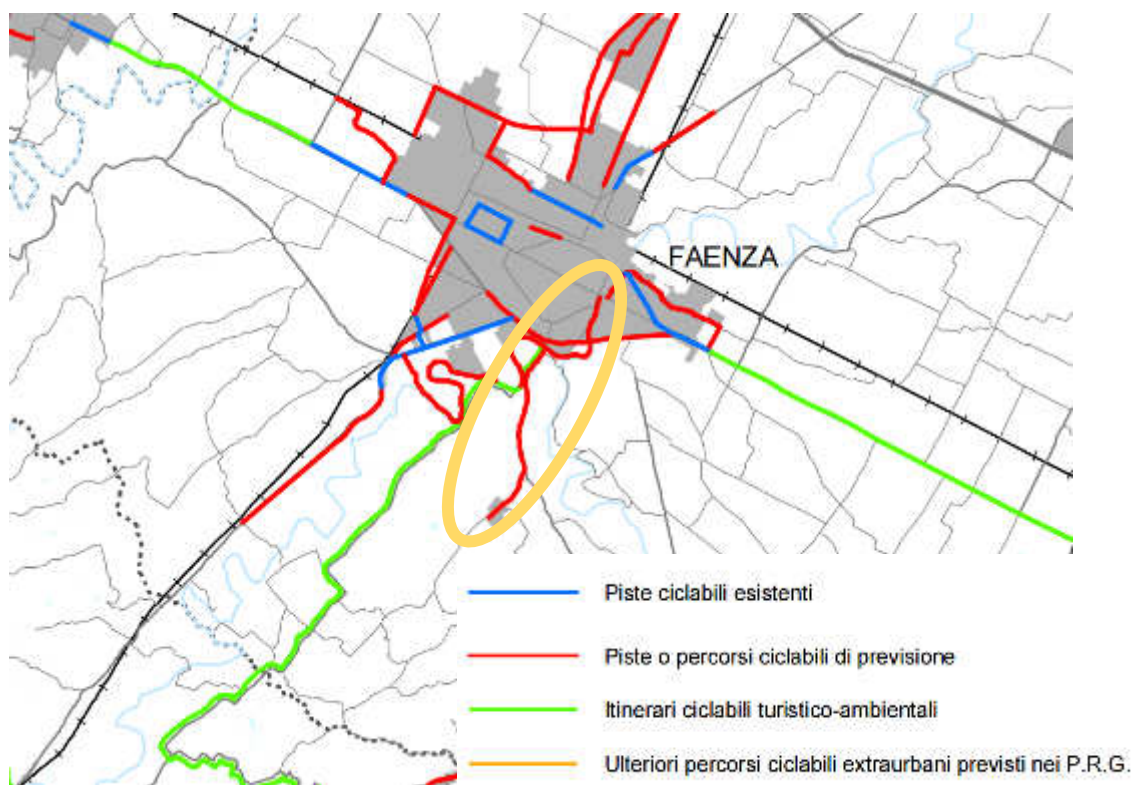 FAENZA
Piste ciclabili esistenti
Piste o percorsi ciclabili di previsione
Itinerari ciclabili turistico-ambientali
Ulteriori percorsi ciclabili extraurbani previsti nei P.R.G.